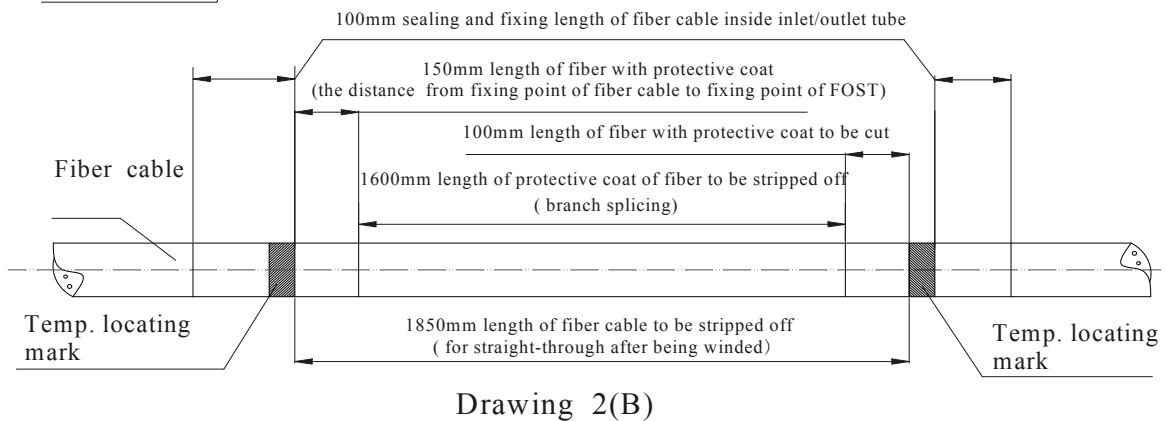 100mm sealing and fixing length of fiber cable inside inlet/outlet tube
150mm length of fiber with protective coat
(the distance from fixing point of fiber cable to fixing point of FOST)
100mm length of fiber with protective coat to be cut
Fiber cable
1600mm length of protective coat of fiber to be stripped off
( branch splicing)
Temp. locating
mark
1850mm length of fiber cable to be stripped off
( for straight-through after being winded)
Temp. locating
mark
Drawing 2(B)